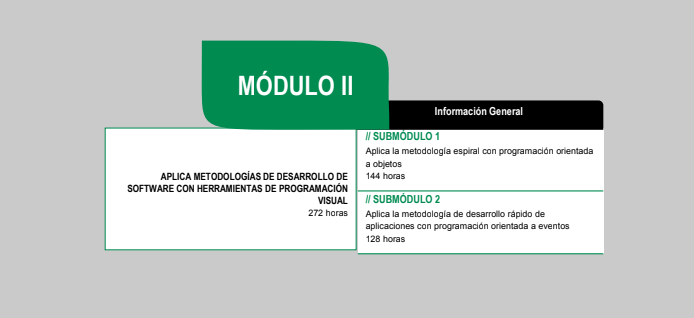 MÓDULO II
Información General
APLICA METODOLOGÍAS DE DESARROLLO DE
SOFTWARE CON HERRAMIENTAS DE PROGRAMACIÓN
VISUAL
272 horas
// SUBMÓDULO 1
Aplica la metodología espiral con programación orientada
a objetos
144 horas
// SUBMÓDULO 2
Aplica la metodología de desarrollo rápido de
aplicaciones con programación orientada a eventos
128 horas